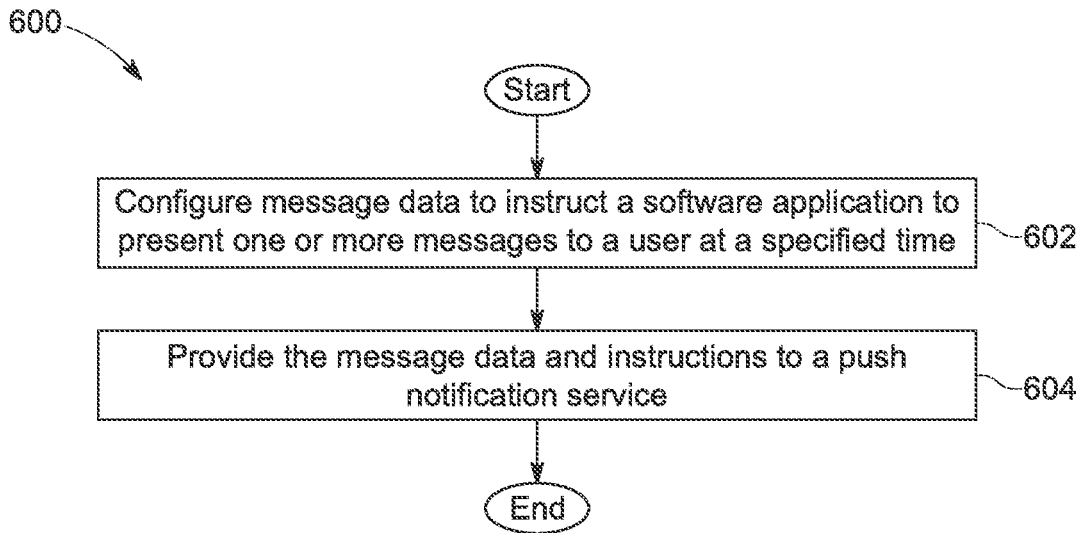 600
Start
Configure message data to instruct a software application to
present one or more messages to a user at a specified time
602
Provide the message data and instructions to a push
notification service
604
End